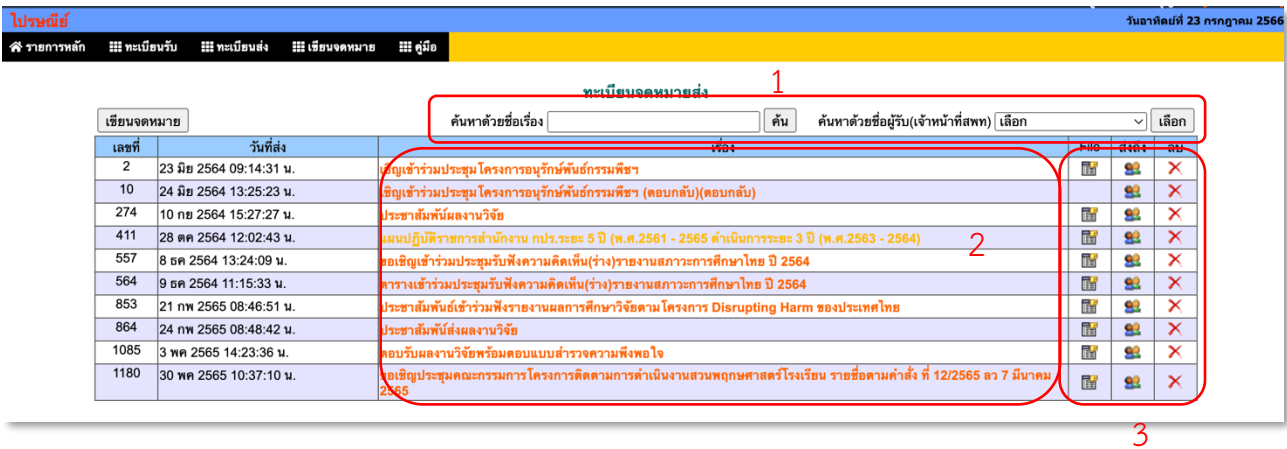 ไปรษณีย์
วันอาทิตย์ที่ 23 กรกฎาคม 2566
รายการหลัก ทะเบียนรับ ทะเบียนส่ง เขียนจดหมาย คู่มือ
1
ทะเบียนจดหมายส่ง
เขียนจดหมาย ค้นหาด้วยชื่อเรื่อง ค้น ค้นหาด้วยชื่อผู้รับ(เจ้าหน้าที่สพท) เลือก เลือก
เลขที่ วันที่ส่ง เรื่อง File ส่งถึง ลบ
2 23 มิย 2564 09:14:31 น. เชิญเข้าร่วมประชุมโครงการอนุรักษ์พันธ์กรรมพืชฯ
10 24 มิย 2564 13:25:23 น. เชิญเข้าร่วมประชุมโครงการอนุรักษ์พันธ์กรรมพืชฯ (ตอบกลับ)(ตอบกลับ)
274 10 กย 2564 15:27:27 น. ประชาสัมพันัผลงานวิจัย
411 28 ตค 2564 12:02:43 น. แผนปฏิบัติราชการสำนักงาน กปร.ระยะ 5 ปี (พ.ศ.2561 - 2565 ดำเนินการระยะ 3 ปี (พ.ศ.2563 - 2564)
2
557 8 ธค 2564 13:24:09 น. ขอเชิญเข้าร่วมประชุมรับฟังความคิดเห็น(ร่าง)รายงานสภาวะการศึกษาไทย ปี 2564
564 9 ธค 2564 11:15:33 น. ตารางเข้าร่วมประชุมรับฟังความคิดเห็น(ร่าง)รายงานสภาวะการศึกษาไทย ปี 2564
853 21 กพ 2565 08:46:51 น. ประชาสัมพันธ์เข้าร่วมฟังรายงานผลการศึกษาวิจัยตามโครงการ Disrupting Harm ของประเทศไทย
864 24 กพ 2565 08:48:42 น. ประชาสัมพันัส่งผลงานวิจัย
1085 3 พค 2565 14:23:36 น. ตอบรับผลงานวิจัยพร้อมตอบแบบสำรวจความพึงพอใจ
1180 30 พค 2565 10:37:10 น. ขอเชิญประชุมคณะกรรมการโครงการติดตามการดำเนินงานสวนพฤกษศาสตร์โรงเรียน รายชื่อตามคำสั่ง ที่ 12/2565 ลว 7 มีนาคม
2565
3